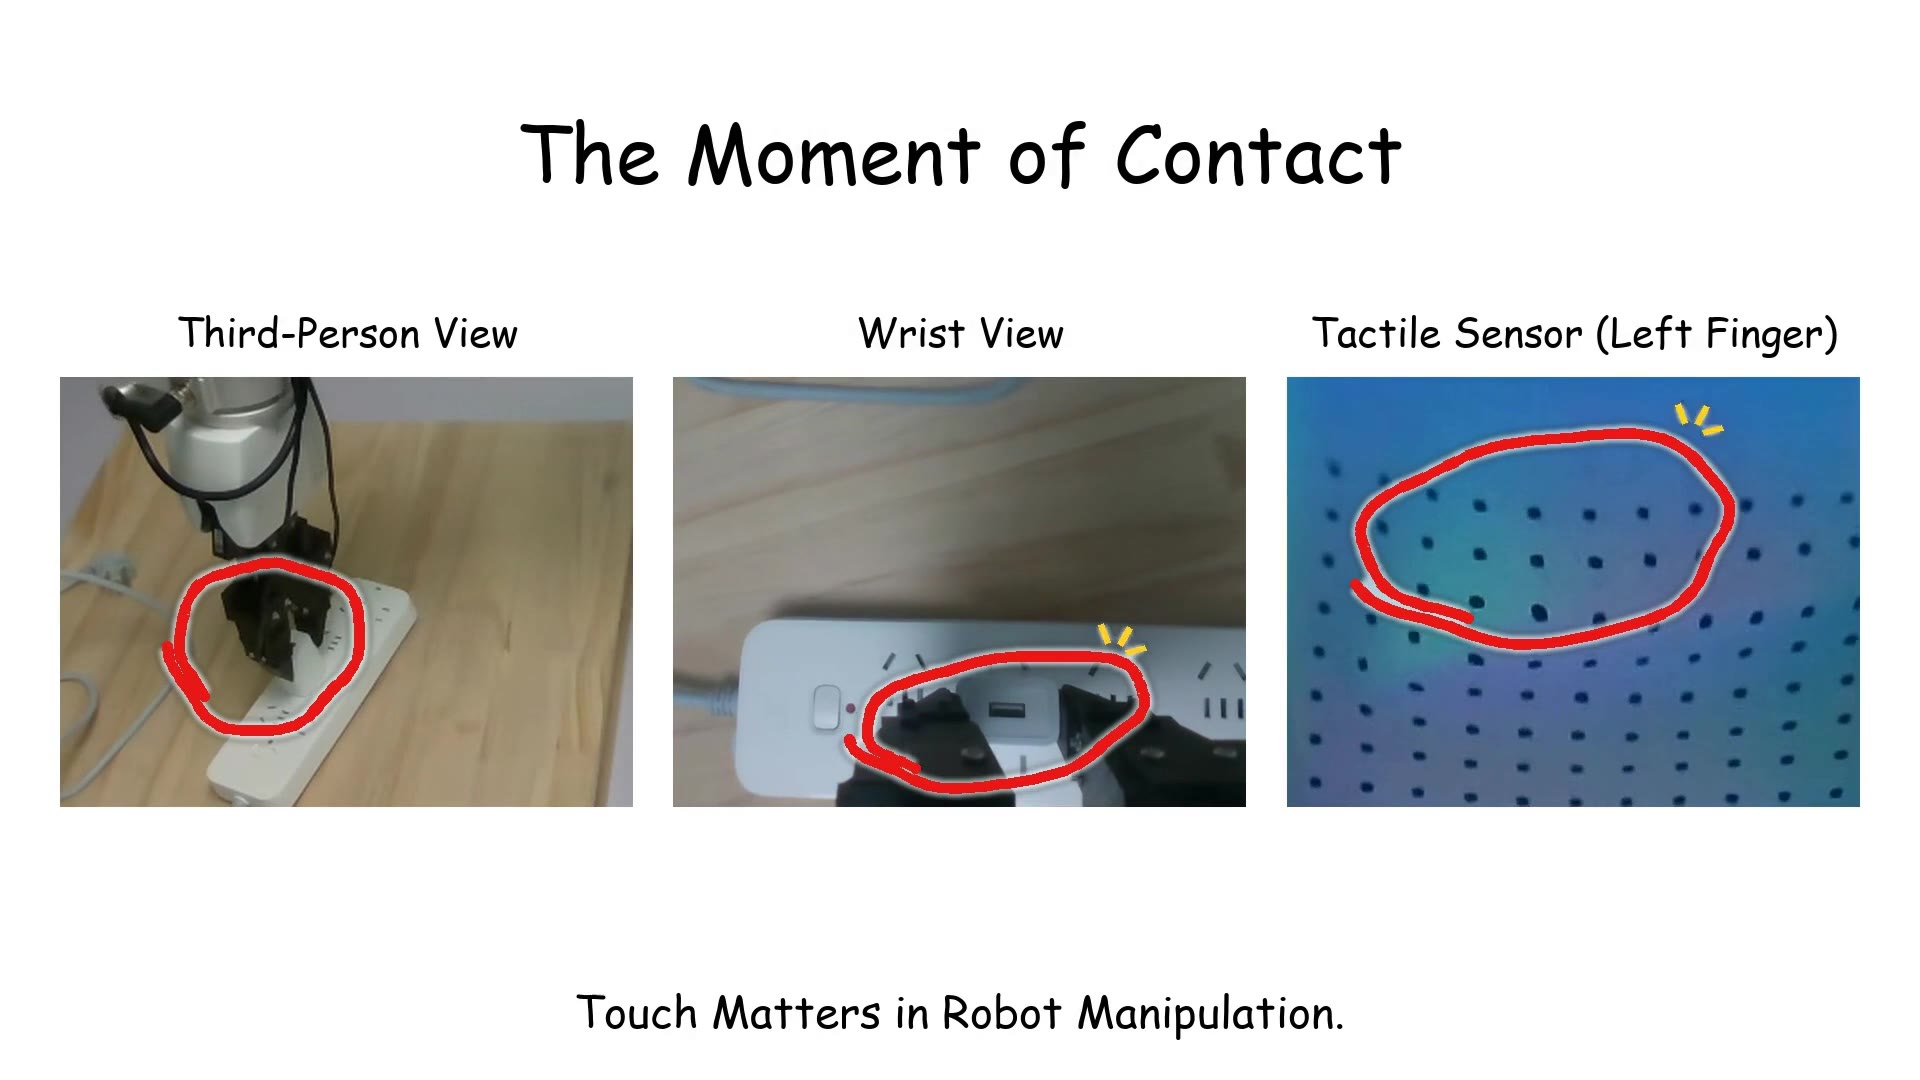 The Moment of Contact
Third-Person View
Wrist View
Tactile Sensor (Left Finger)
Touch Matters in Robot Manipulation.